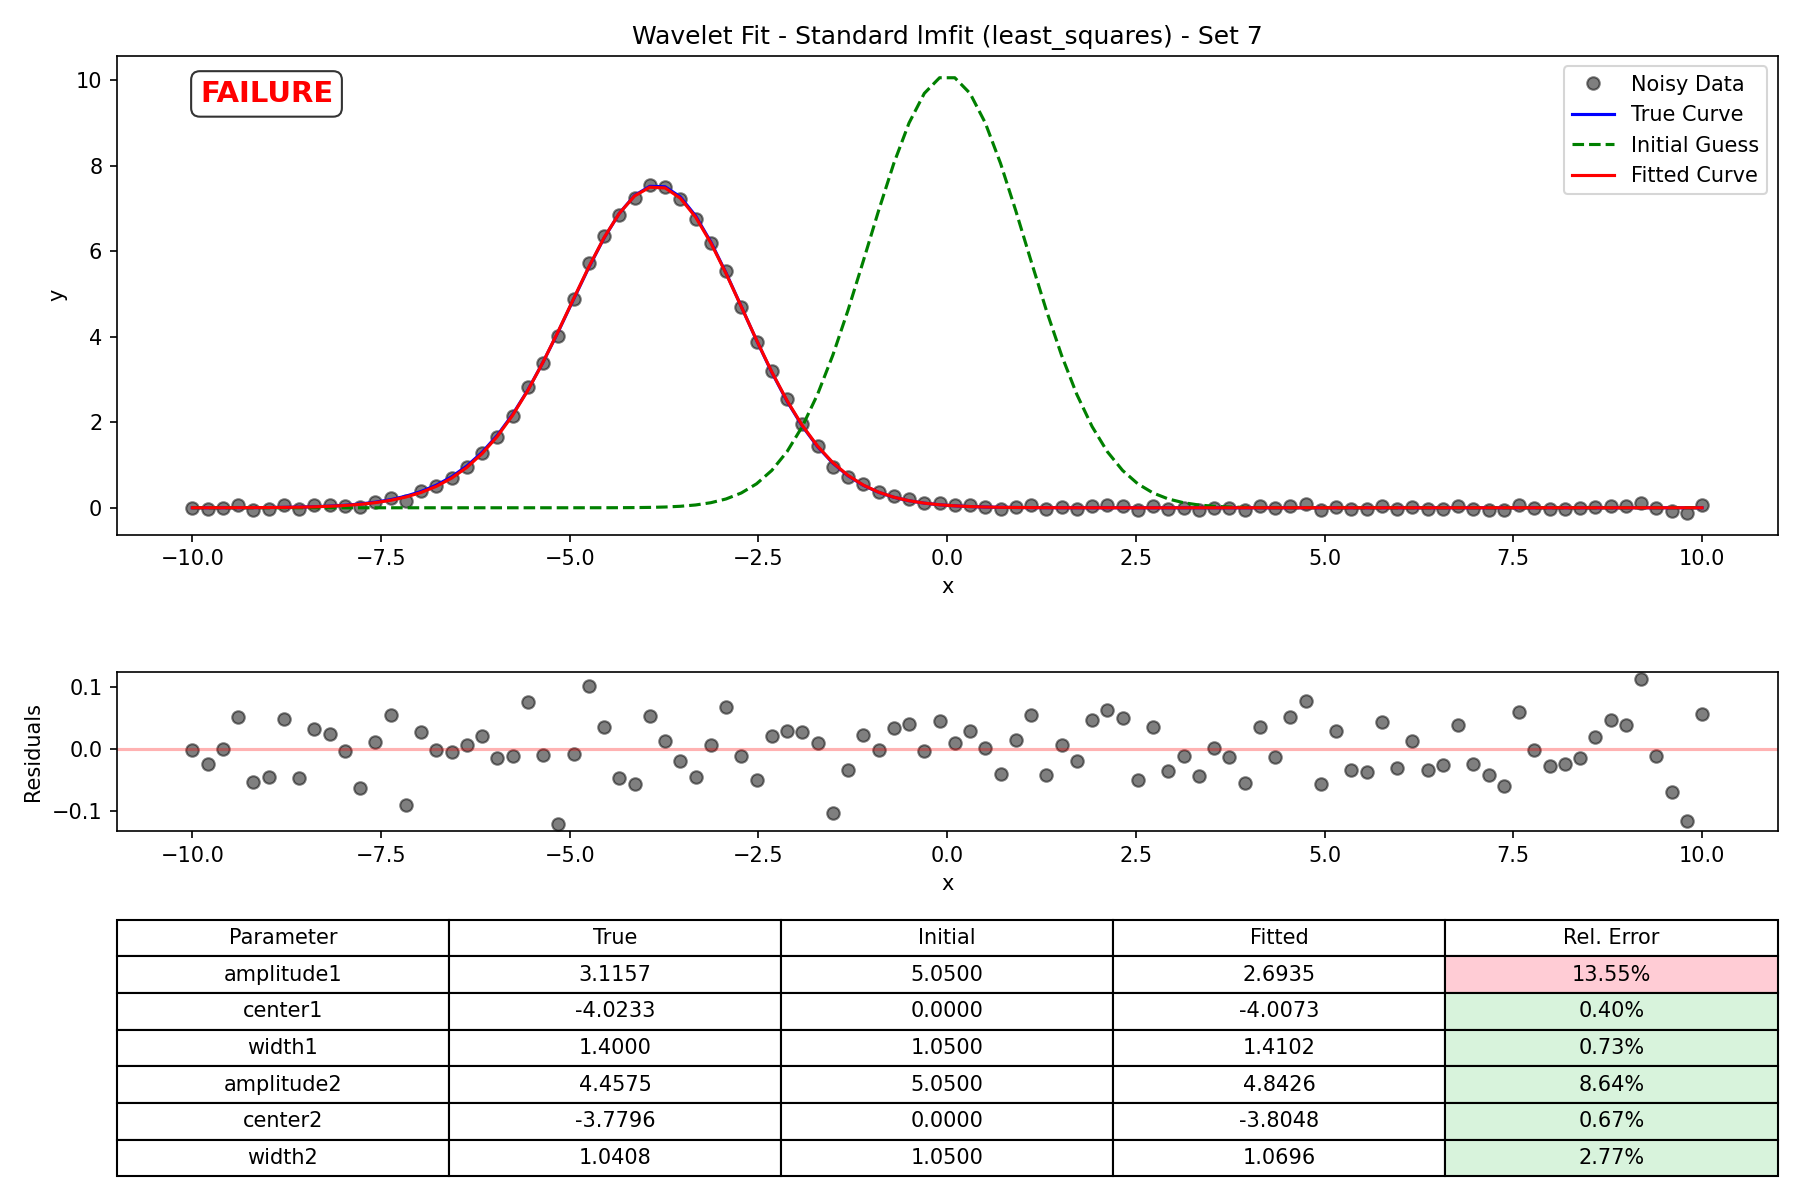 Wavelet Fit - Standard lmfit (least_squares) - Set 7
FAILURE
Noisy Data
True Curve
Initial Guess
Fitted Curve
10
8
6
4
2
0
y
−10.0 −7.5 −5.0 −2.5 0.0 2.5 5.0 7.5 10.0
x
0.1
0.0
−0.1
Residuals
−10.0 −7.5 −5.0 −2.5 0.0 2.5 5.0 7.5 10.0
x
Parameter True Initial Fitted Rel. Error
amplitude1 3.1157 5.0500 2.6935 13.55%
center1 -4.0233 0.0000 -4.0073 0.40%
width1 1.4000 1.0500 1.4102 0.73%
amplitude2 4.4575 5.0500 4.8426 8.64%
center2 -3.7796 0.0000 -3.8048 0.67%
width2 1.0408 1.0500 1.0696 2.77%